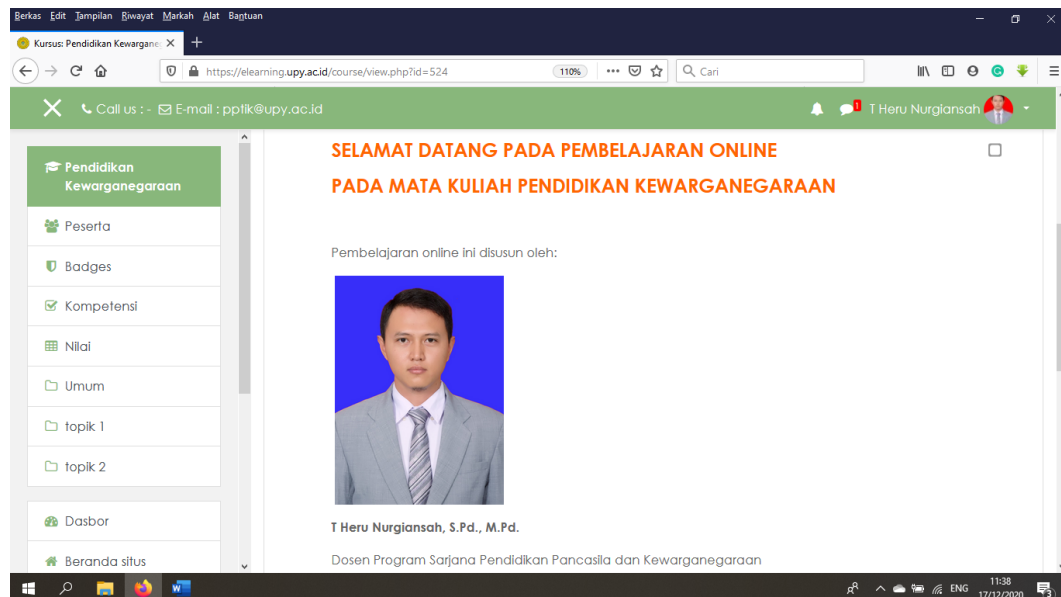 Berkas Edit Tampilan Riwayat Markah Alat Bantuan
Kursus: Pendidikan Kewargane
https://elearning.upy.ac.id/course/view.php?id=524
110%
Cari
Call us : - E-mail : pptik@upy.ac.id
1
T Heru Nurgiansah
Pendidikan
Kewarganegaraan
Peserta
Badges
Kompetensi
Nilai
Umum
topik 1
topik 2
Dasbor
Beranda situs
SELAMAT DATANG PADA PEMBELAJARAN ONLINE
PADA MATA KULIAH PENDIDIKAN KEWARGANEGARAAN
Pembelajaran online ini disusun oleh:
T Heru Nurgiansah, S.Pd., M.Pd.
Dosen Program Sarjana Pendidikan Pancasila dan Kewarganegaraan
ENG
11:38
17/12/2020